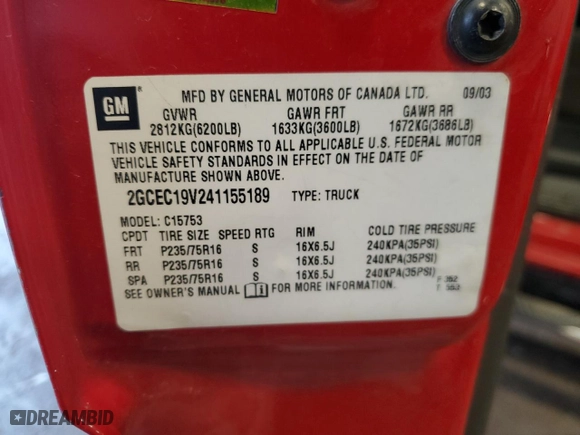 GM
MFD BY GENERAL MOTORS OF CANADA LTD. 09/03
GVWR GAWR FRT GAWR RR
2812KG(6200LB) 1633KG(3600LB) 1672KG(3686LB)
THIS VEHICLE CONFORMS TO ALL APPLICABLE U.S. FEDERAL MOTOR
VEHICLE SAFETY STANDARDS IN EFFECT ON THE DATE OF
MANUFACTURE SHOWN ABOVE.
2GCEC19V241155189 TYPE: TRUCK
MODEL: C15753
CPDT TIRE SIZE SPEED RTG RIM COLD TIRE PRESSURE
FRT P235/75R16 S 16X6.5J 240KPA(35PSI)
RR P235/75R16 S 16X6.5J 240KPA(35PSI)
SPA P235/75R16 S 16X6.5J 240KPA(35PSI)
SEE OWNER'S MANUAL FOR MORE INFORMATION.
DREAMBID